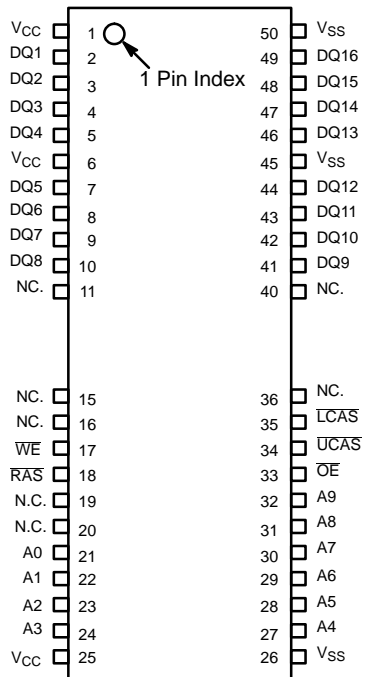 VCC 1 50 VSS
DQ1 2 49 DQ16
1 Pin Index
DQ2 3 48 DQ15
DQ3 4 47 DQ14
DQ4 5 46 DQ13
VCC 6 45 VSS
DQ5 7 44 DQ12
DQ6 8 43 DQ11
DQ7 9 42 DQ10
DQ8 10 41 DQ9
NC. 11 40 NC.
NC. 15 36 NC.
NC. 16 35 LCAS
WE 17 34 UCAS
RAS 18 33 OE
N.C. 19 32 A9
N.C. 20 31 A8
A0 21 30 A7
A1 22 29 A6
A2 23 28 A5
A3 24 27 A4
VCC 25 26 VSS